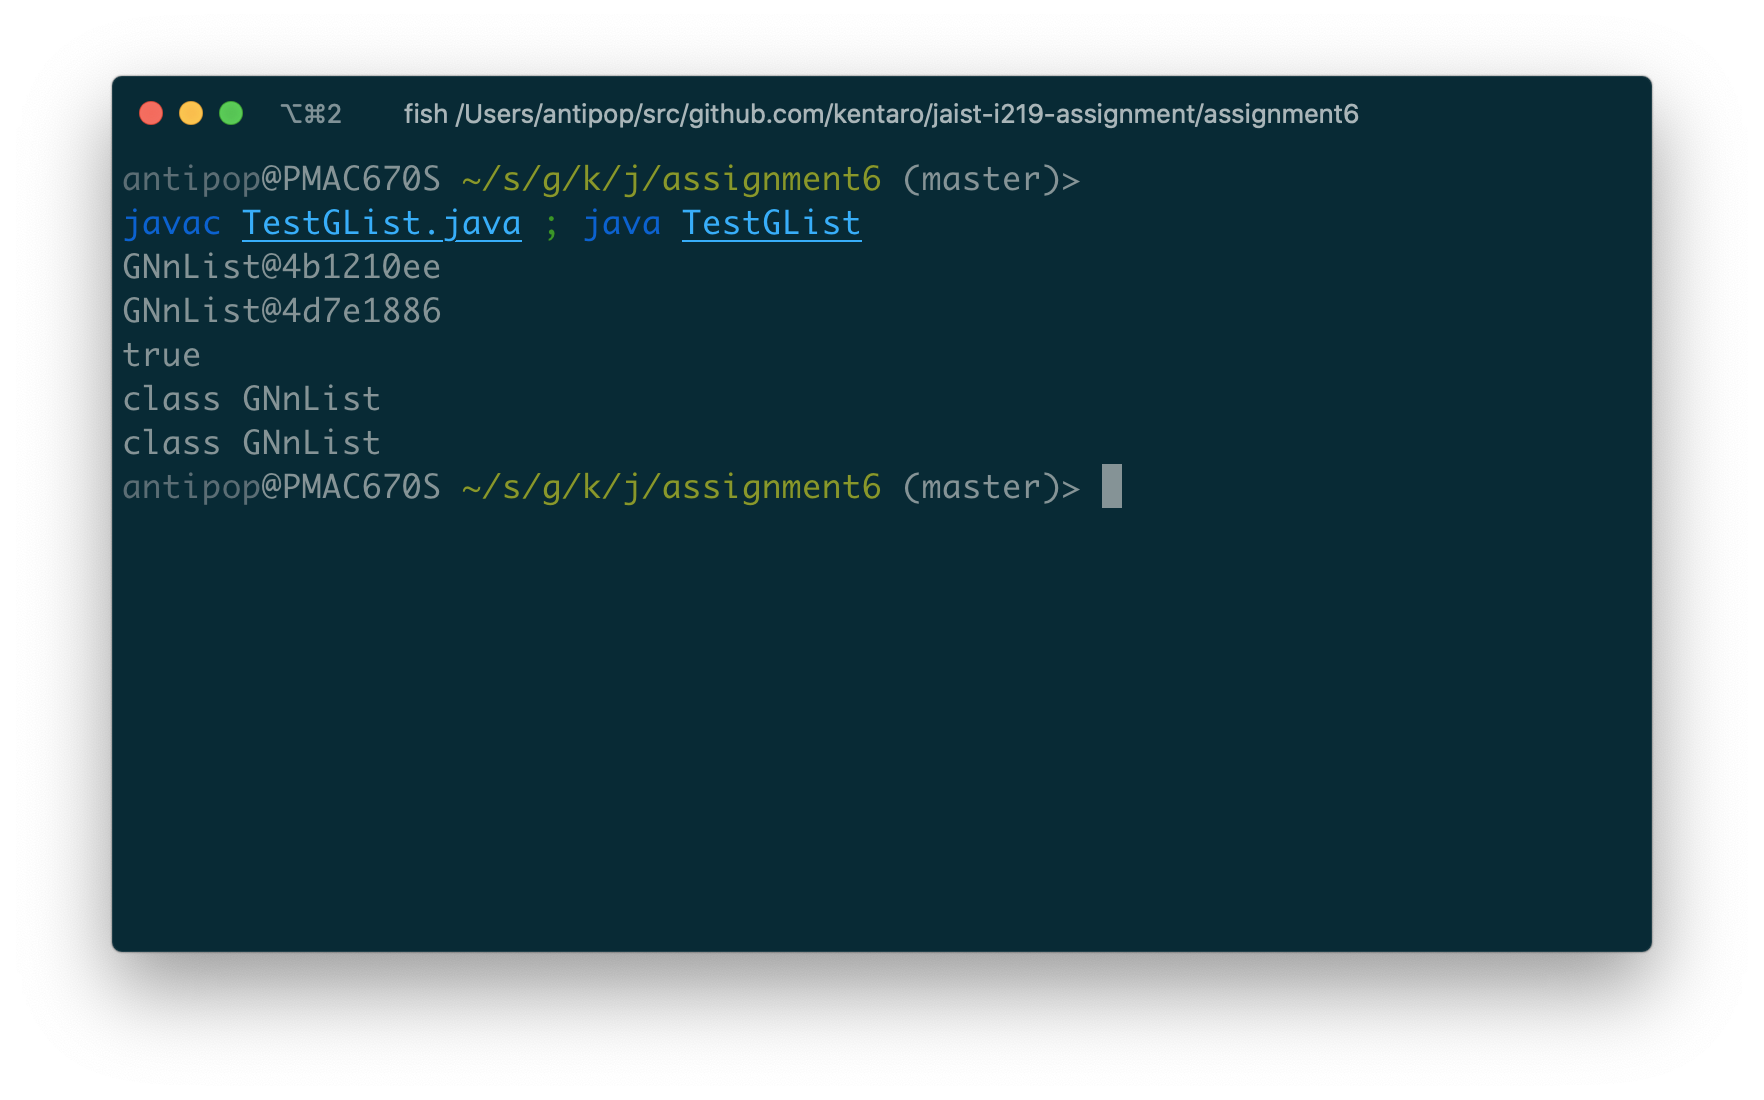 ⌥⌘2 fish /Users/antipop/src/github.com/kentaro/jaist-i219-assignment/assignment6
antipop@PMAC670S ~/s/g/k/j/assignment6 (master)>
javac TestGList.java ; java TestGList
GNnList@4b1210ee
GNnList@4d7e1886
true
class GNnList
class GNnList
antipop@PMAC670S ~/s/g/k/j/assignment6 (master)>